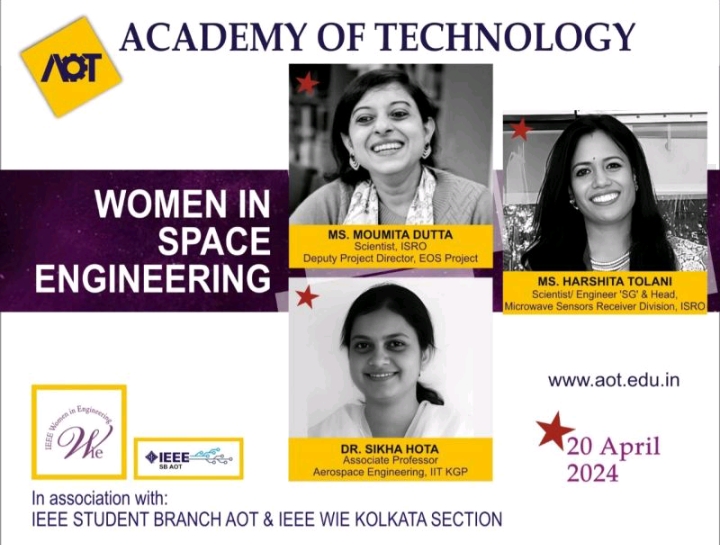 AOT
ACADEMY OF TECHNOLOGY
WOMEN IN
SPACE
ENGINEERING
MS. MOUMITA DUTTA
Scientist, ISRO
Deputy Project Director, EOS Project
MS. HARSHITA TOLANI
Scientist/ Engineer 'SG' & Head,
Microwave Sensors Receiver Division, ISRO
DR. SIKHA HOTA
Associate Professor
Aerospace Engineering, IIT KGP
www.aot.edu.in
20 April
2024
IEEE Women in Engineering
Wie
IEEE
SB AOT
In association with:
IEEE STUDENT BRANCH AOT & IEEE WIE KOLKATA SECTION